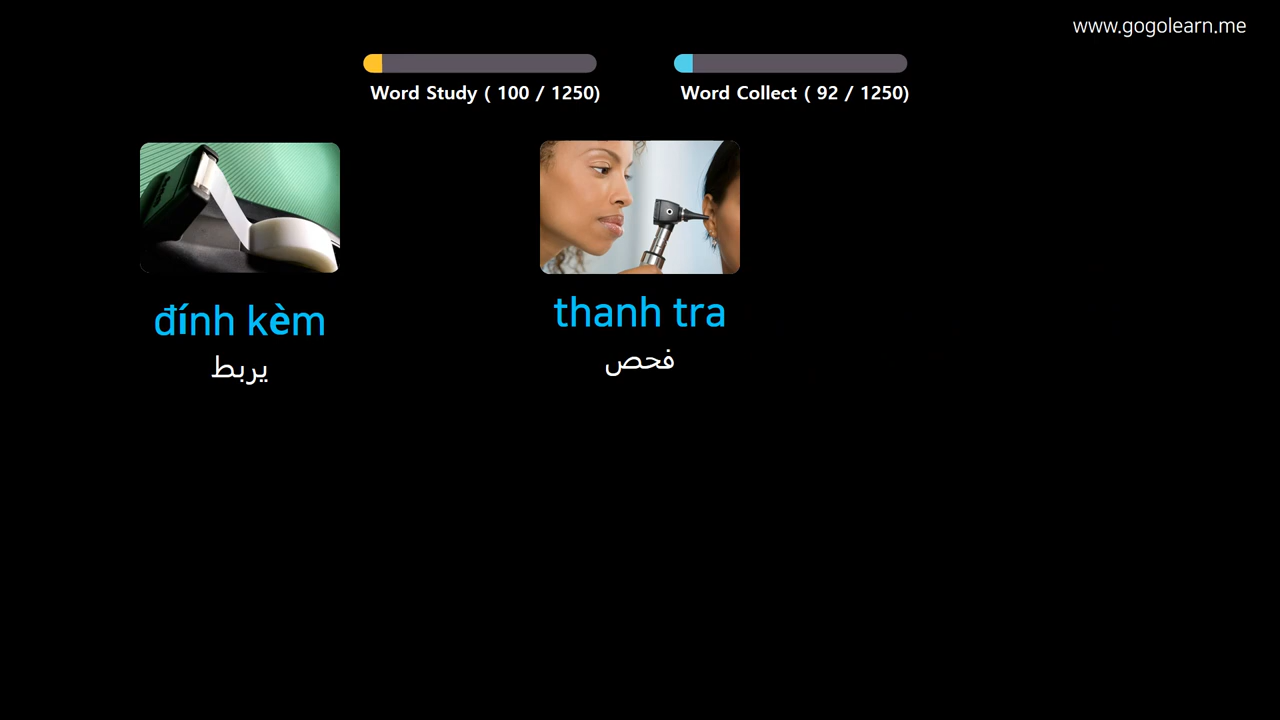 www.gogolearn.me
Word Study ( 100 / 1250)
Word Collect ( 92 / 1250)
đính kèm
يربط
thanh tra
فحص